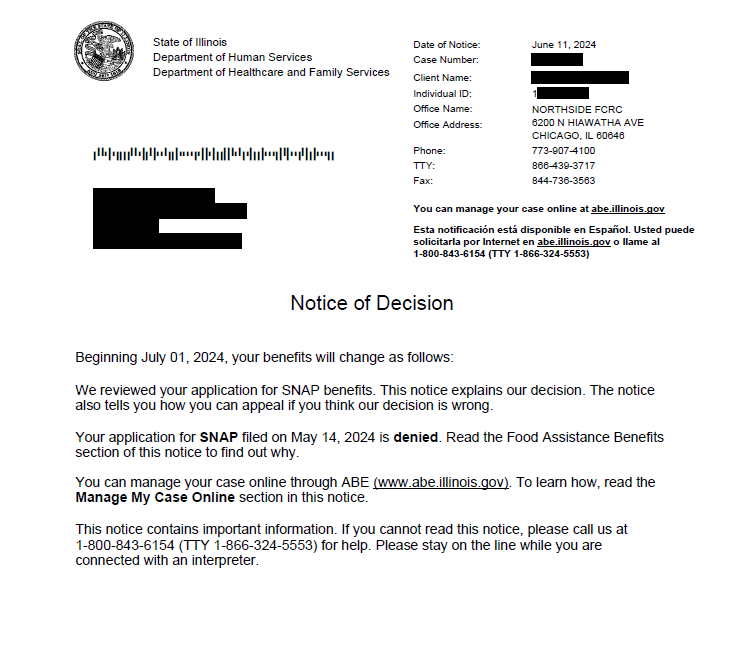 State of Illinois
Department of Human Services
Department of Healthcare and Family Services
Date of Notice: June 11, 2024
Case Number:
Client Name:
Individual ID: 1
Office Name: NORTHSIDE FCRC
Office Address: 6200 N HIAWATHA AVE
CHICAGO, IL 60646
Phone: 773-907-4100
TTY: 866-439-3717
Fax: 844-736-3563
You can manage your case online at abe.illinois.gov
Esta notificación está disponible en Español. Usted puede
solicitarla por Internet en abe.illinois.gov o llame al
1-800-843-6154 (TTY 1-866-324-5553)
Notice of Decision
Beginning July 01, 2024, your benefits will change as follows:
We reviewed your application for SNAP benefits. This notice explains our decision. The notice
also tells you how you can appeal if you think our decision is wrong.
Your application for SNAP filed on May 14, 2024 is denied. Read the Food Assistance Benefits
section of this notice to find out why.
You can manage your case online through ABE (www.abe.illinois.gov). To learn how, read the
Manage My Case Online section in this notice.
This notice contains important information. If you cannot read this notice, please call us at
1-800-843-6154 (TTY 1-866-324-5553) for help. Please stay on the line while you are
connected with an interpreter.